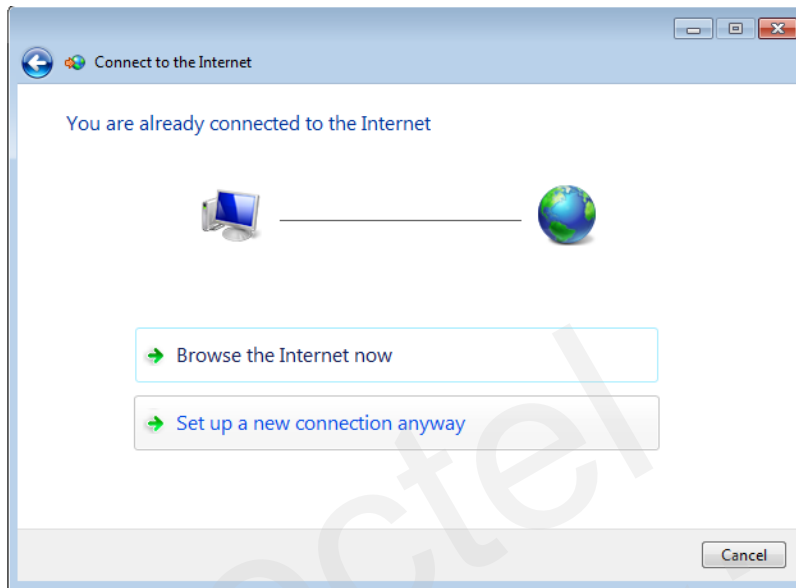 Connect to the Internet
You are already connected to the Internet
Browse the Internet now
Set up a new connection anyway
Cancel